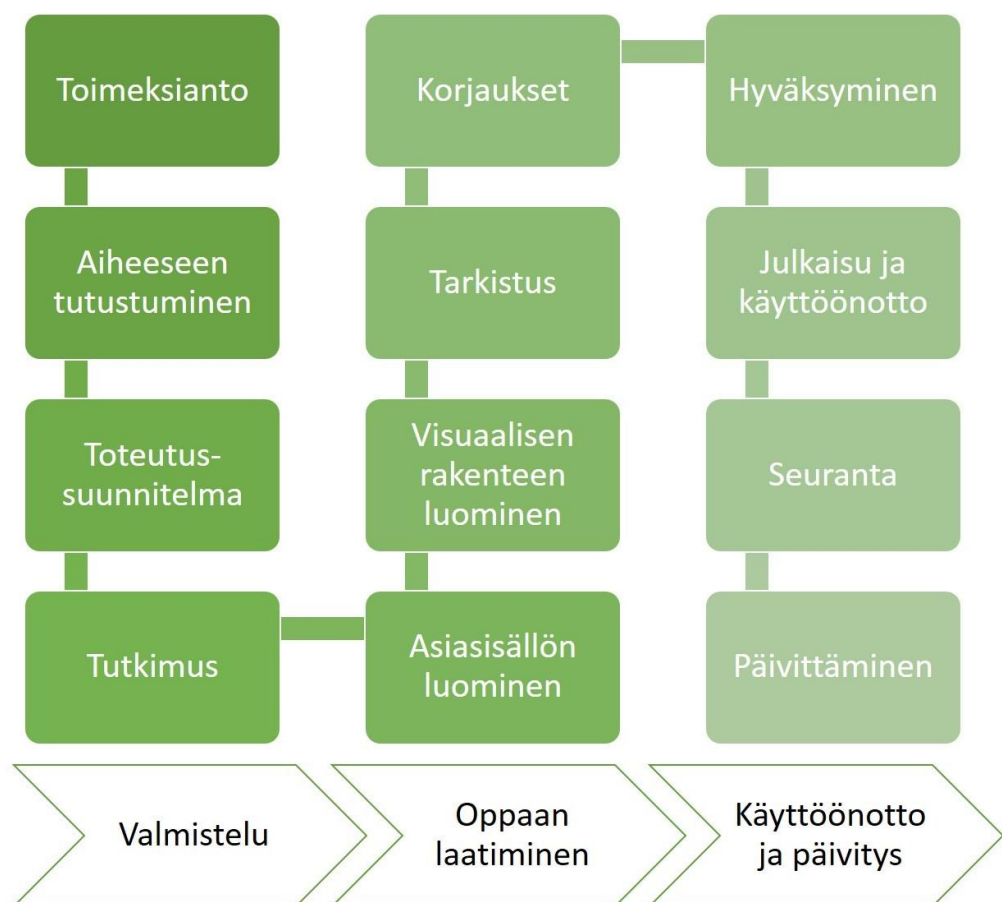 Toimeksianto
Aiheeseen
tutustuminen
Toteutus-
suunnitelma
Tutkimus
Asiasisällön
luominen
Visuaalisen
rakenteen
luominen
Tarkistus
Korjaukset
Hyväksyminen
Julkaisu ja
käyttöönotto
Seuranta
Päivittäminen
Valmistelu
Oppaan
laatiminen
Käyttöönotto
ja päivitys